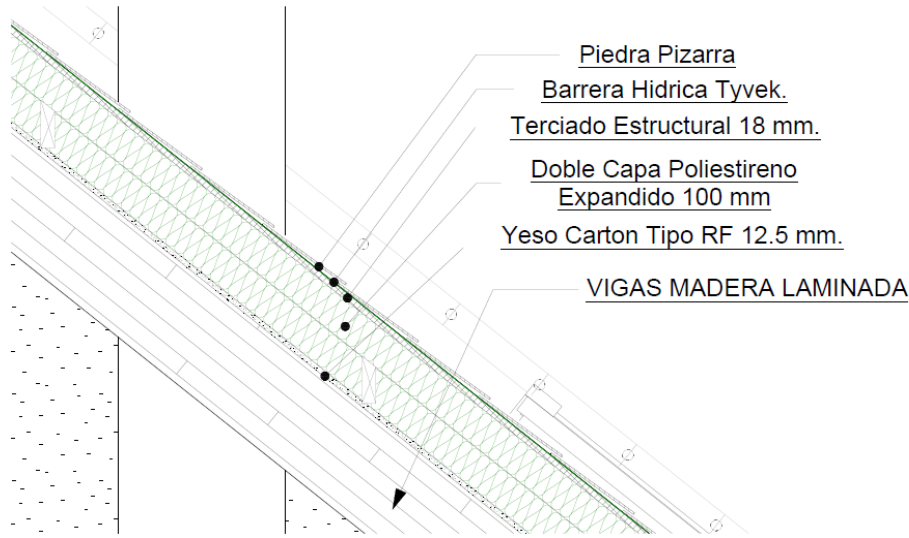 Piedra Pizarra
Barrera Hidrica Tyvek.
Terciado Estructural 18 mm.
Doble Capa Poliestireno
Expandido 100 mm
Yeso Carton Tipo RF 12.5 mm.
VIGAS MADERA LAMINADA